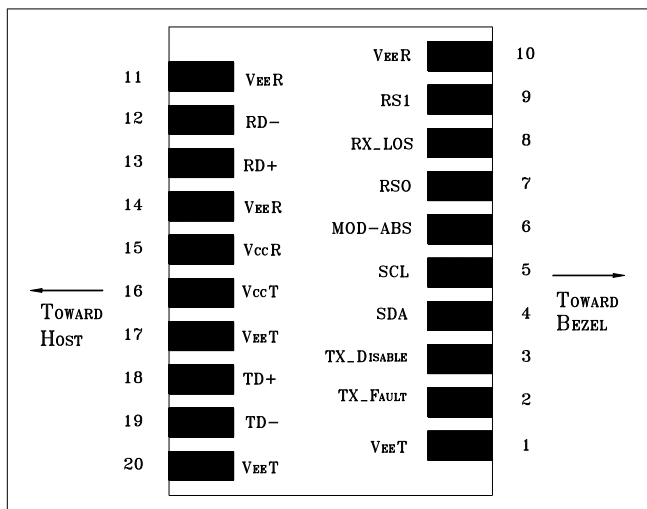 VEER 10
11 VEER
RS1 9
12 RD-
RX_LOS 8
13 RD+
RSO 7
14 VEER
MOD-ABS 6
15 VCCR
SCL 5
16 VCCT
TOWARD
HOST
TOWARD
BEZEL
SDA 4
17 VEET
TX_DISABLE 3
18 TD+
TX_FAULT 2
19 TD-
VEET 1
20 VEET